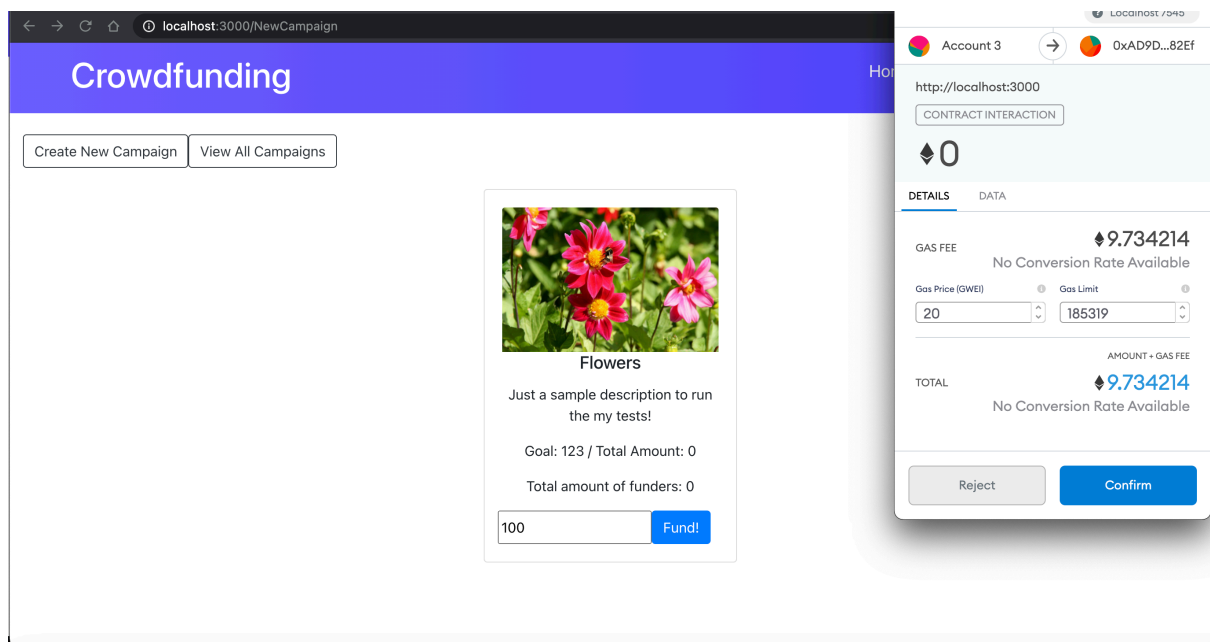 localhost:3000/NewCampaign
Crowdfunding
Create New Campaign
View All Campaigns
Flowers
Just a sample description to run
the my tests!
Goal: 123 / Total Amount: 0
Total amount of funders: 0
100
Fund!
Localhost 7545
Account 3
0xAD9D...82Ef
http://localhost:3000
CONTRACT INTERACTION
0
DETAILS
DATA
GAS FEE
9.734214
No Conversion Rate Available
Gas Price (GWEI)
Gas Limit
20
185319
AMOUNT + GAS FEE
TOTAL
9.734214
No Conversion Rate Available
Reject
Confirm